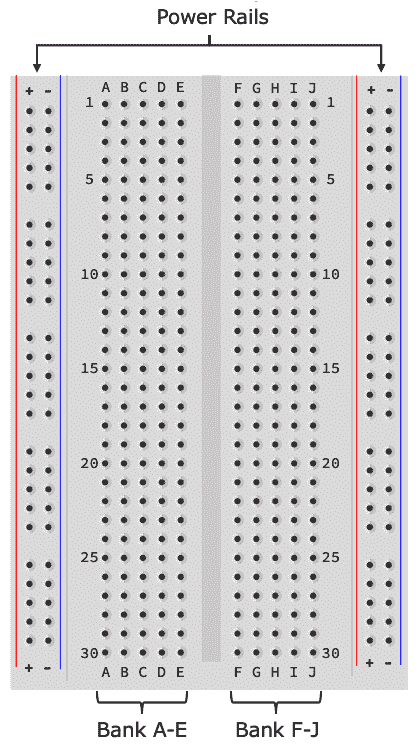 Power Rails
+ - A B C D E F G H I J + -
1 1
5 5
10 10
15 15
20 20
25 25
30 30
+ - A B C D E F G H I J + -
Bank A-E Bank F-J